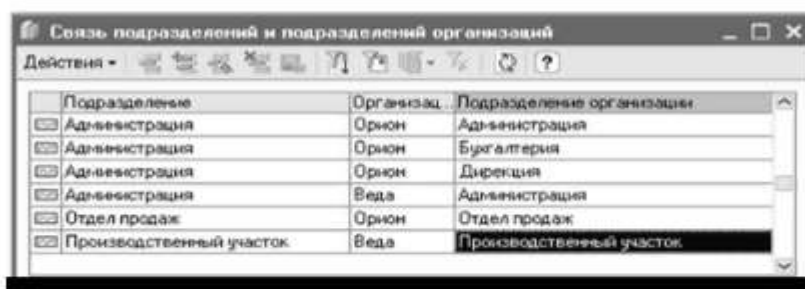 Связь подразделений и подразделений организаций
Действия
?
Подразделение Организац... Подразделение организации
Администрация Орион Администрация
Администрация Орион Бухгалтерия
Администрация Орион Дирекция
Администрация Веда Администрация
Отдел продаж Орион Отдел продаж
Производственный участок Веда Производственный участок